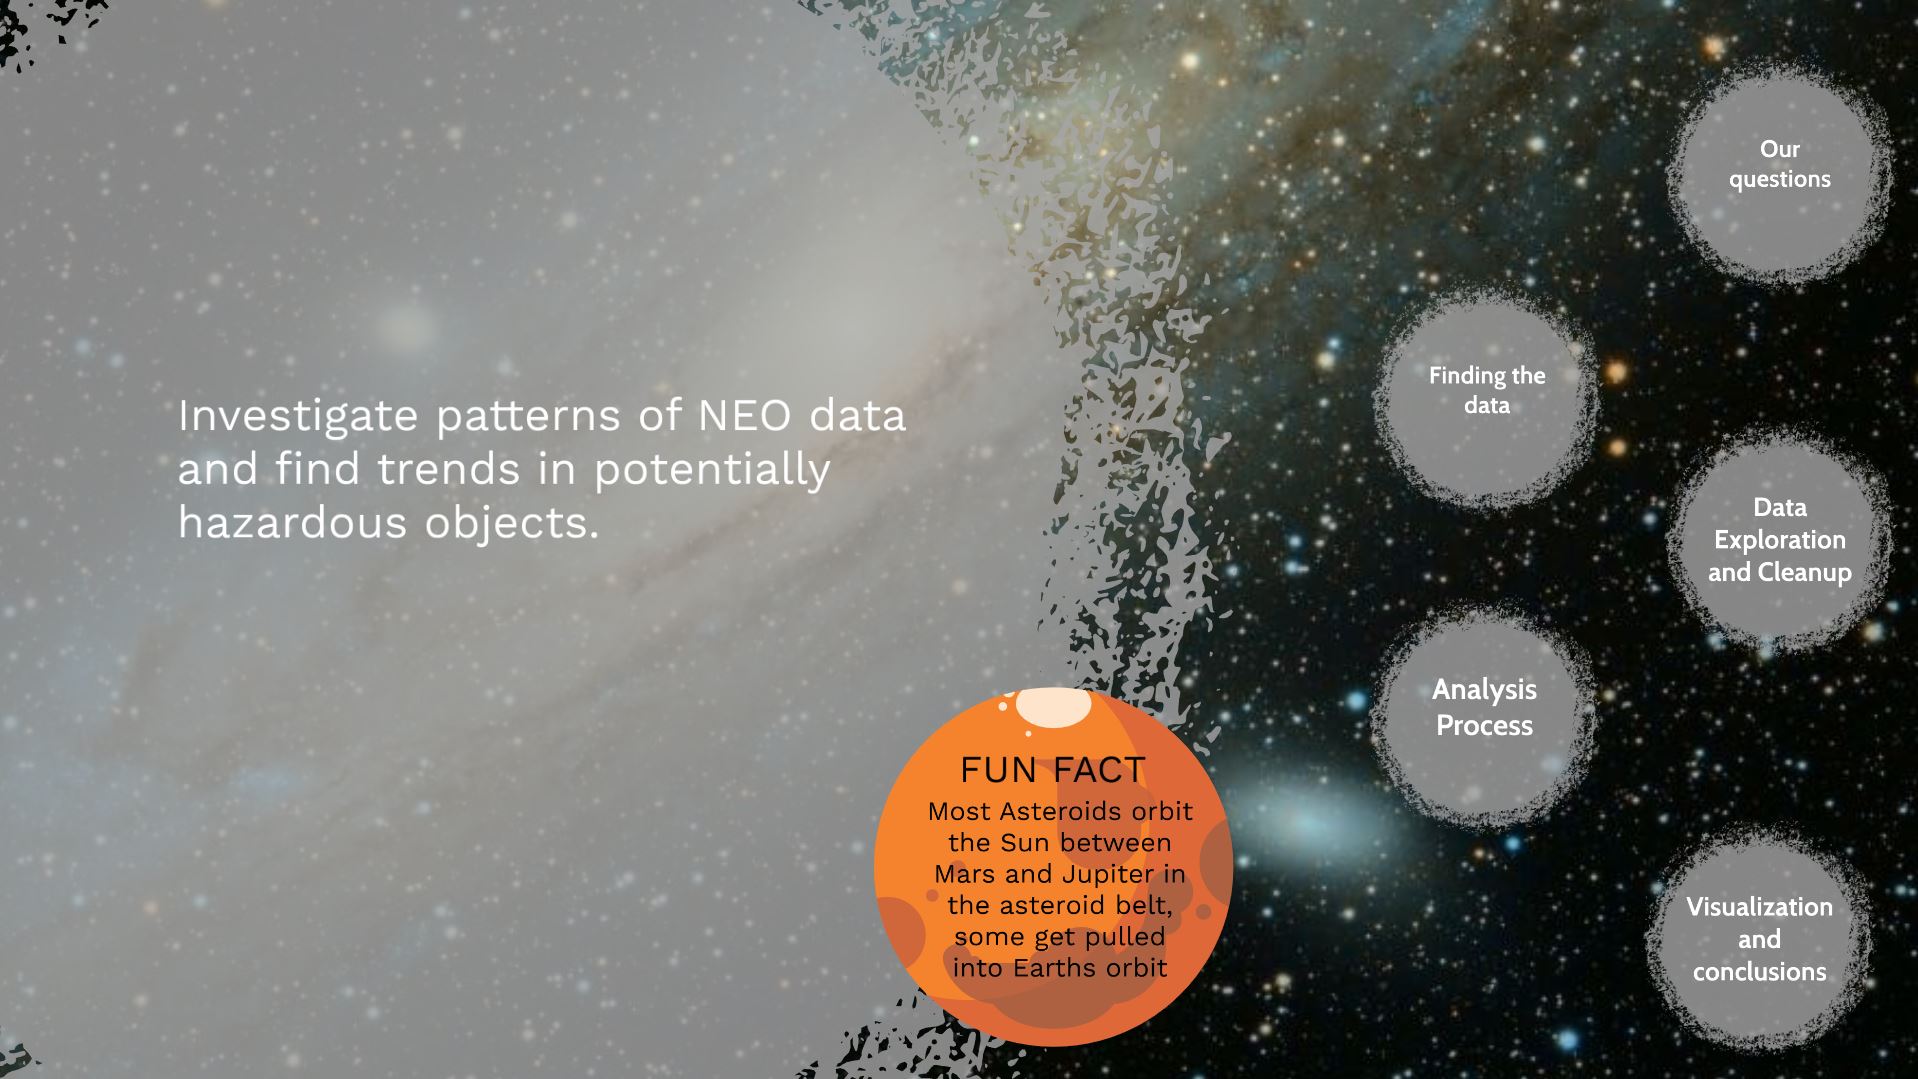 Investigate patterns of NEO data
and find trends in potentially
hazardous objects.
FUN FACT
Most Asteroids orbit
the Sun between
Mars and Jupiter in
the asteroid belt,
some get pulled
into Earths orbit
Our
questions
Finding the
data
Data
Exploration
and Cleanup
Analysis
Process
Visualization
and
conclusions